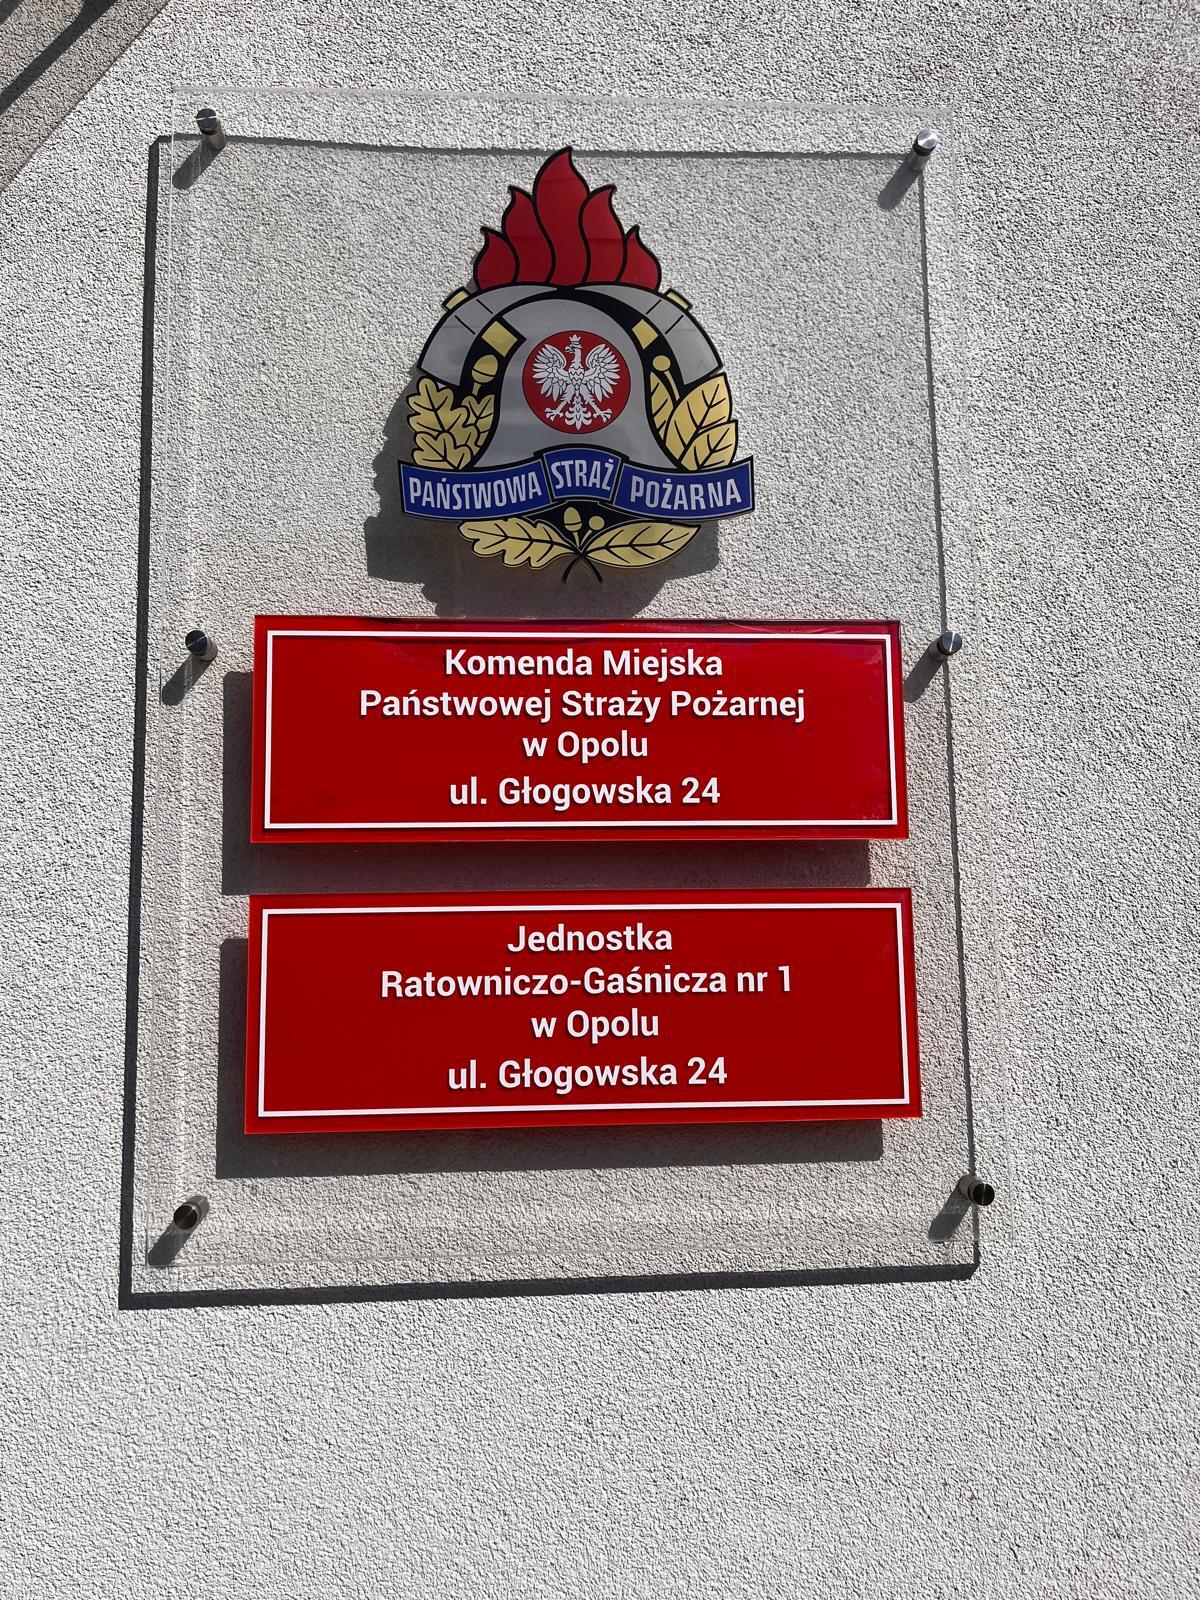 PAŃSTWOWA STRAŻ POŻARNA
Komenda Miejska
Państwowej Straży Pożarnej
w Opolu
ul. Głogowska 24
Jednostka
Ratowniczo-Gaśnicza nr 1
w Opolu
ul. Głogowska 24